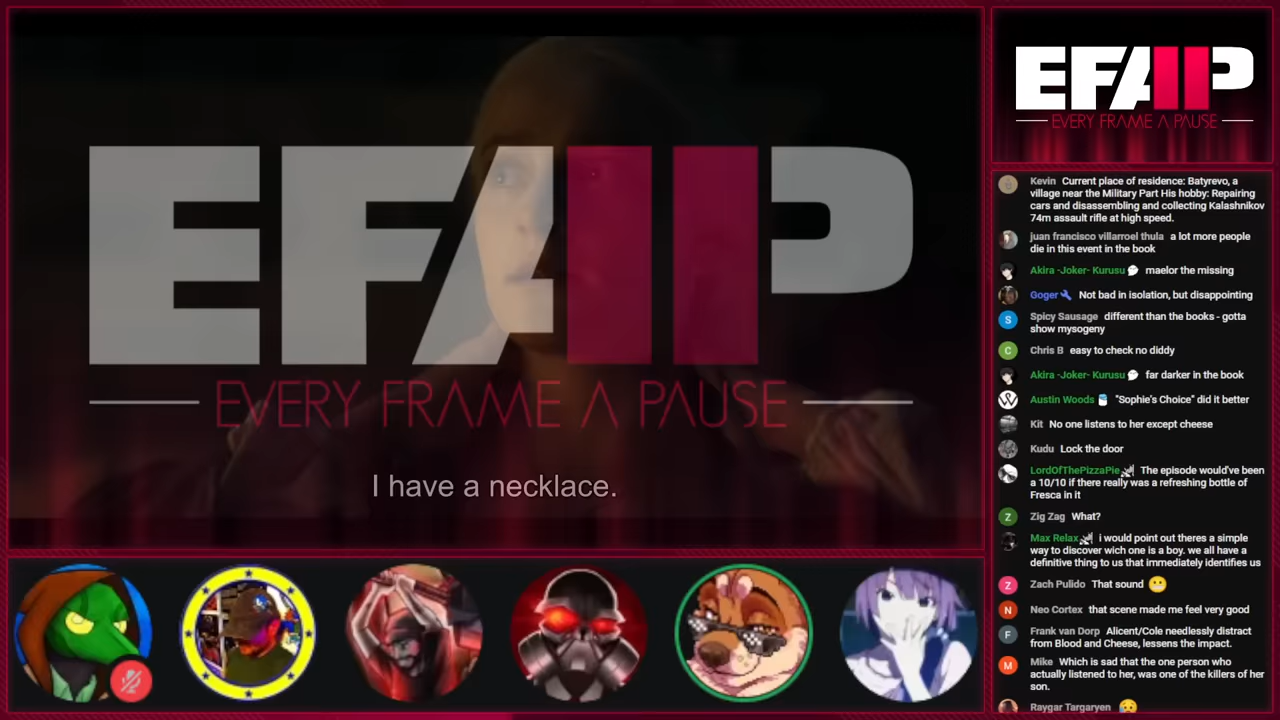 EFAP
EVERY FRAME A PAUSE
I have a necklace.
EFAP
EVERY FRAME A PAUSE
Kevin Current place of residence: Batyrevo, a
village near the Military Part His hobby: Repairing
cars and disassembling and collecting Kalashnikov
74m assault rifle at high speed.
juan francisco villarroel thula a lot more people
die in this event in the book
Akira -Joker- Kurusu maelor the missing
Goger Not bad in isolation, but disappointing
S
Spicy Sausage different than the books - gotta
show mysogeny
C
Chris B easy to check no diddy
Akira -Joker- Kurusu far darker in the book
Austin Woods "Sophie's Choice" did it better
Kit No one listens to her except cheese
Kudu Lock the door
LordOfThePizzaPie The episode would've been
a 10/10 if there really was a refreshing bottle of
Fresca in it
Z
Zig Zag What?
Max Relax i would point out theres a simple
way to discover wich one is a boy. we all have a
definitive thing to us that immediately identifies us
Z
Zach Pulido That sound 😬
N
Neo Cortex that scene made me feel very good
F
Frank van Dorp Alicent/Cole needlessly distract
from Blood and Cheese, lessens the impact.
M
Mike Which is sad that the one person who
actually listened to her, was one of the killers of her
son.
Raygar Targaryen 😥